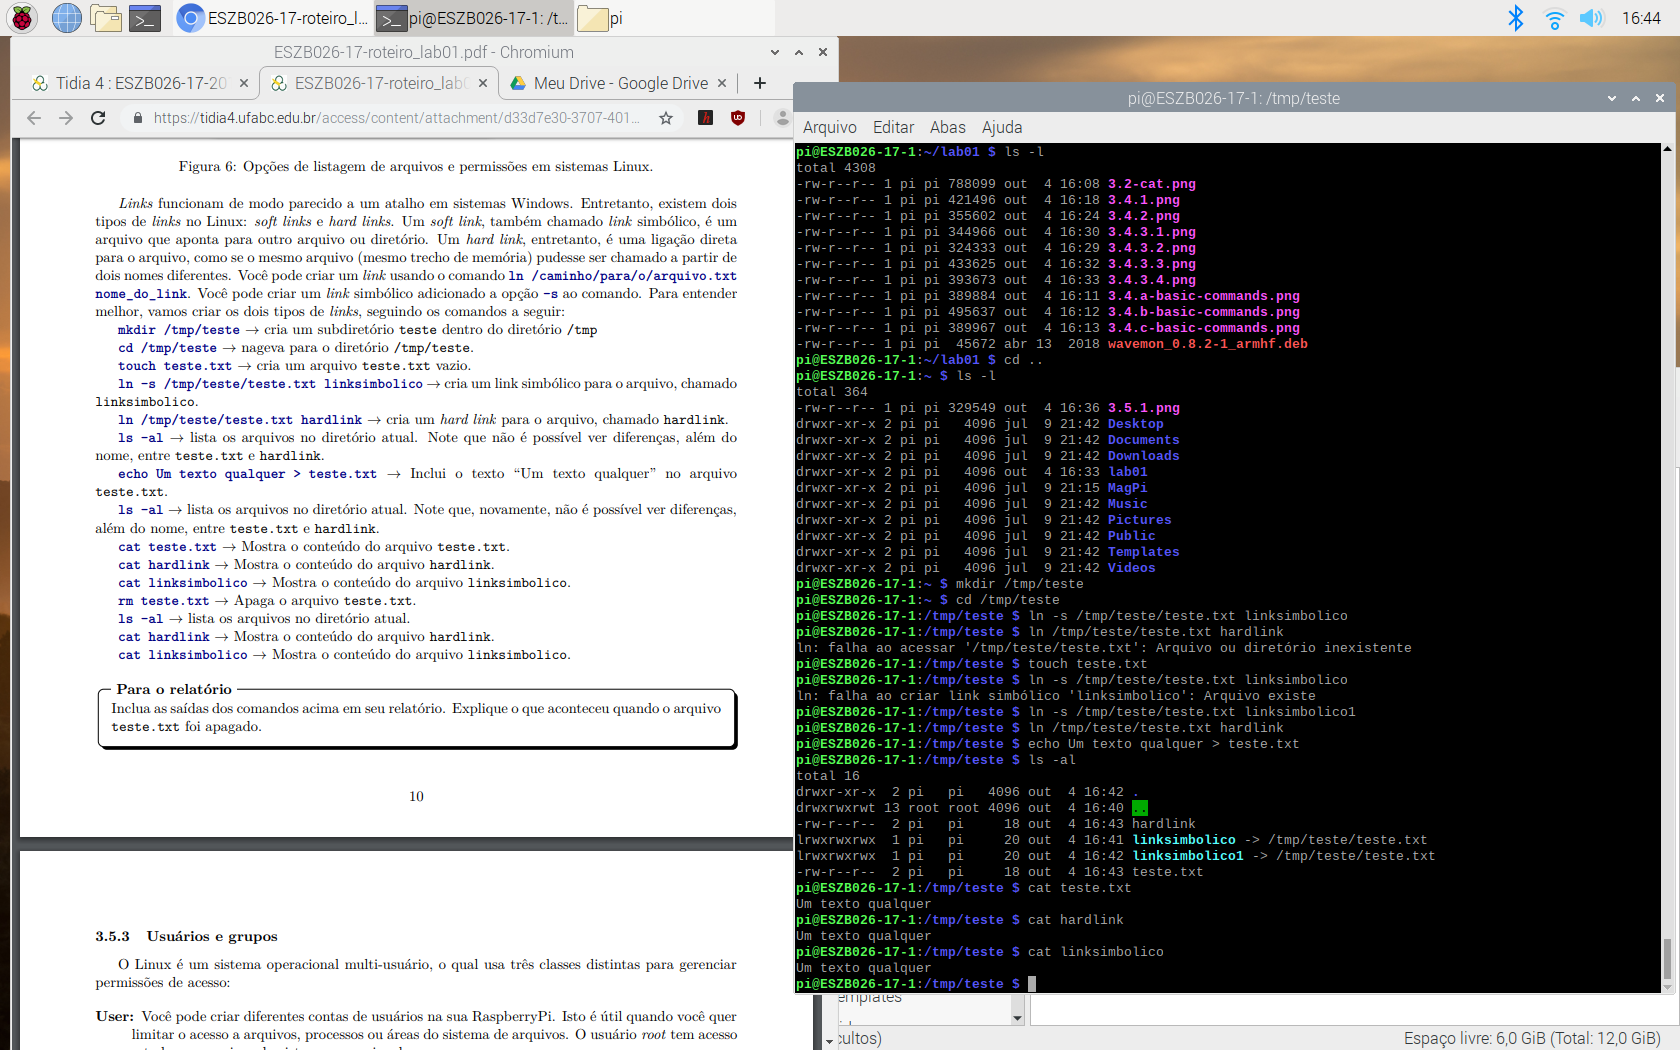 ESZB026-17-roteiro_l...
pi@ESZB026-17-1: /t...
pi
16:44
ESZB026-17-roteiro_lab01.pdf - Chromium
Tidia 4 : ESZB026-17-20
ESZB026-17-roteiro_lab0
Meu Drive - Google Drive
https://tidia4.ufabc.edu.br/access/content/attachment/d33d7e30-3707-401...
Figura 6: Opções de listagem de arquivos e permissões em sistemas Linux.
Links funcionam de modo parecido a um atalho em sistemas Windows. Entretanto, existem dois
tipos de links no Linux: soft links e hard links. Um soft link, também chamado link simbólico, é um
arquivo que aponta para outro arquivo ou diretório. Um hard link, entretanto, é uma ligação direta
para o arquivo, como se o mesmo arquivo (mesmo trecho de memória) pudesse ser chamado a partir de
dois nomes diferentes. Você pode criar um link usando o comando ln /caminho/para/o/arquivo.txt
nome_do_link. Você pode criar um link simbólico adicionado a opção -s ao comando. Para entender
melhor, vamos criar os dois tipos de links, seguindo os comandos a seguir:
mkdir /tmp/teste → cria um subdiretório teste dentro do diretório /tmp
cd /tmp/teste → nageva para o diretório /tmp/teste.
touch teste.txt → cria um arquivo teste.txt vazio.
ln -s /tmp/teste/teste.txt linksimbolico → cria um link simbólico para o arquivo, chamado
linksimbolico.
ln /tmp/teste/teste.txt hardlink → cria um hard link para o arquivo, chamado hardlink.
ls -al → lista os arquivos no diretório atual. Note que não é possível ver diferenças, além do
nome, entre teste.txt e hardlink.
echo Um texto qualquer > teste.txt → Inclui o texto “Um texto qualquer” no arquivo
teste.txt.
ls -al → lista os arquivos no diretório atual. Note que, novamente, não é possível ver diferenças,
além do nome, entre teste.txt e hardlink.
cat teste.txt → Mostra o conteúdo do arquivo teste.txt.
cat hardlink → Mostra o conteúdo do arquivo hardlink.
cat linksimbolico → Mostra o conteúdo do arquivo linksimbolico.
rm teste.txt → Apaga o arquivo teste.txt.
ls -al → lista os arquivos no diretório atual.
cat hardlink → Mostra o conteúdo do arquivo hardlink.
cat linksimbolico → Mostra o conteúdo do arquivo linksimbolico.
Para o relatório
Inclua as saídas dos comandos acima em seu relatório. Explique o que aconteceu quando o arquivo
teste.txt foi apagado.
10
3.5.3 Usuários e grupos
O Linux é um sistema operacional multi-usuário, o qual usa três classes distintas para gerenciar
permissões de acesso:
User: Você pode criar diferentes contas de usuários na sua RaspberryPi. Isto é útil quando você quer
limitar o acesso a arquivos, processos ou áreas do sistema de arquivos. O usuário root tem acesso
pi@ESZB026-17-1: /tmp/teste
Arquivo Editar Abas Ajuda
pi@ESZB026-17-1:~/lab01 $ ls -l
total 4308
-rw-r--r-- 1 pi pi 788099 out  4 16:08 3.2-cat.png
-rw-r--r-- 1 pi pi 421496 out  4 16:18 3.4.1.png
-rw-r--r-- 1 pi pi 355602 out  4 16:24 3.4.2.png
-rw-r--r-- 1 pi pi 344966 out  4 16:30 3.4.3.1.png
-rw-r--r-- 1 pi pi 324333 out  4 16:29 3.4.3.2.png
-rw-r--r-- 1 pi pi 433625 out  4 16:32 3.4.3.3.png
-rw-r--r-- 1 pi pi 393673 out  4 16:33 3.4.3.4.png
-rw-r--r-- 1 pi pi 389884 out  4 16:11 3.4.a-basic-commands.png
-rw-r--r-- 1 pi pi 495637 out  4 16:12 3.4.b-basic-commands.png
-rw-r--r-- 1 pi pi 389967 out  4 16:13 3.4.c-basic-commands.png
-rw-r--r-- 1 pi pi  45672 abr 13  2018 wavemon_0.8.2-1_armhf.deb
pi@ESZB026-17-1:~/lab01 $ cd ..
pi@ESZB026-17-1:~ $ ls -l
total 364
-rw-r--r-- 1 pi pi 329549 out  4 16:36 3.5.1.png
drwxr-xr-x 2 pi pi   4096 jul  9 21:42 Desktop
drwxr-xr-x 2 pi pi   4096 jul  9 21:42 Documents
drwxr-xr-x 2 pi pi   4096 jul  9 21:42 Downloads
drwxr-xr-x 2 pi pi   4096 out  4 16:33 lab01
drwxr-xr-x 2 pi pi   4096 jul  9 21:15 MagPi
drwxr-xr-x 2 pi pi   4096 jul  9 21:42 Music
drwxr-xr-x 2 pi pi   4096 jul  9 21:42 Pictures
drwxr-xr-x 2 pi pi   4096 jul  9 21:42 Public
drwxr-xr-x 2 pi pi   4096 jul  9 21:42 Templates
drwxr-xr-x 2 pi pi   4096 jul  9 21:42 Videos
pi@ESZB026-17-1:~ $ mkdir /tmp/teste
pi@ESZB026-17-1:~ $ cd /tmp/teste
pi@ESZB026-17-1:/tmp/teste $ ln -s /tmp/teste/teste.txt linksimbolico
pi@ESZB026-17-1:/tmp/teste $ ln /tmp/teste/teste.txt hardlink
ln: falha ao acessar '/tmp/teste/teste.txt': Arquivo ou diretório inexistente
pi@ESZB026-17-1:/tmp/teste $ touch teste.txt
pi@ESZB026-17-1:/tmp/teste $ ln -s /tmp/teste/teste.txt linksimbolico
ln: falha ao criar link simbólico 'linksimbolico': Arquivo existe
pi@ESZB026-17-1:/tmp/teste $ ln -s /tmp/teste/teste.txt linksimbolico1
pi@ESZB026-17-1:/tmp/teste $ ln /tmp/teste/teste.txt hardlink
pi@ESZB026-17-1:/tmp/teste $ echo Um texto qualquer > teste.txt
pi@ESZB026-17-1:/tmp/teste $ ls -al
total 16
drwxr-xr-x  2 pi   pi   4096 out  4 16:42 .
drwxrwxrwt 13 root root 4096 out  4 16:40 ..
-rw-r--r--  2 pi   pi     18 out  4 16:43 hardlink
lrwxrwxrwx  1 pi   pi     20 out  4 16:41 linksimbolico -> /tmp/teste/teste.txt
lrwxrwxrwx  1 pi   pi     20 out  4 16:42 linksimbolico1 -> /tmp/teste/teste.txt
-rw-r--r--  2 pi   pi     18 out  4 16:43 teste.txt
pi@ESZB026-17-1:/tmp/teste $ cat teste.txt
Um texto qualquer
pi@ESZB026-17-1:/tmp/teste $ cat hardlink
Um texto qualquer
pi@ESZB026-17-1:/tmp/teste $ cat linksimbolico
Um texto qualquer
pi@ESZB026-17-1:/tmp/teste $
emplates
cultos)
Espaço livre: 6,0 GiB (Total: 12,0 GiB)